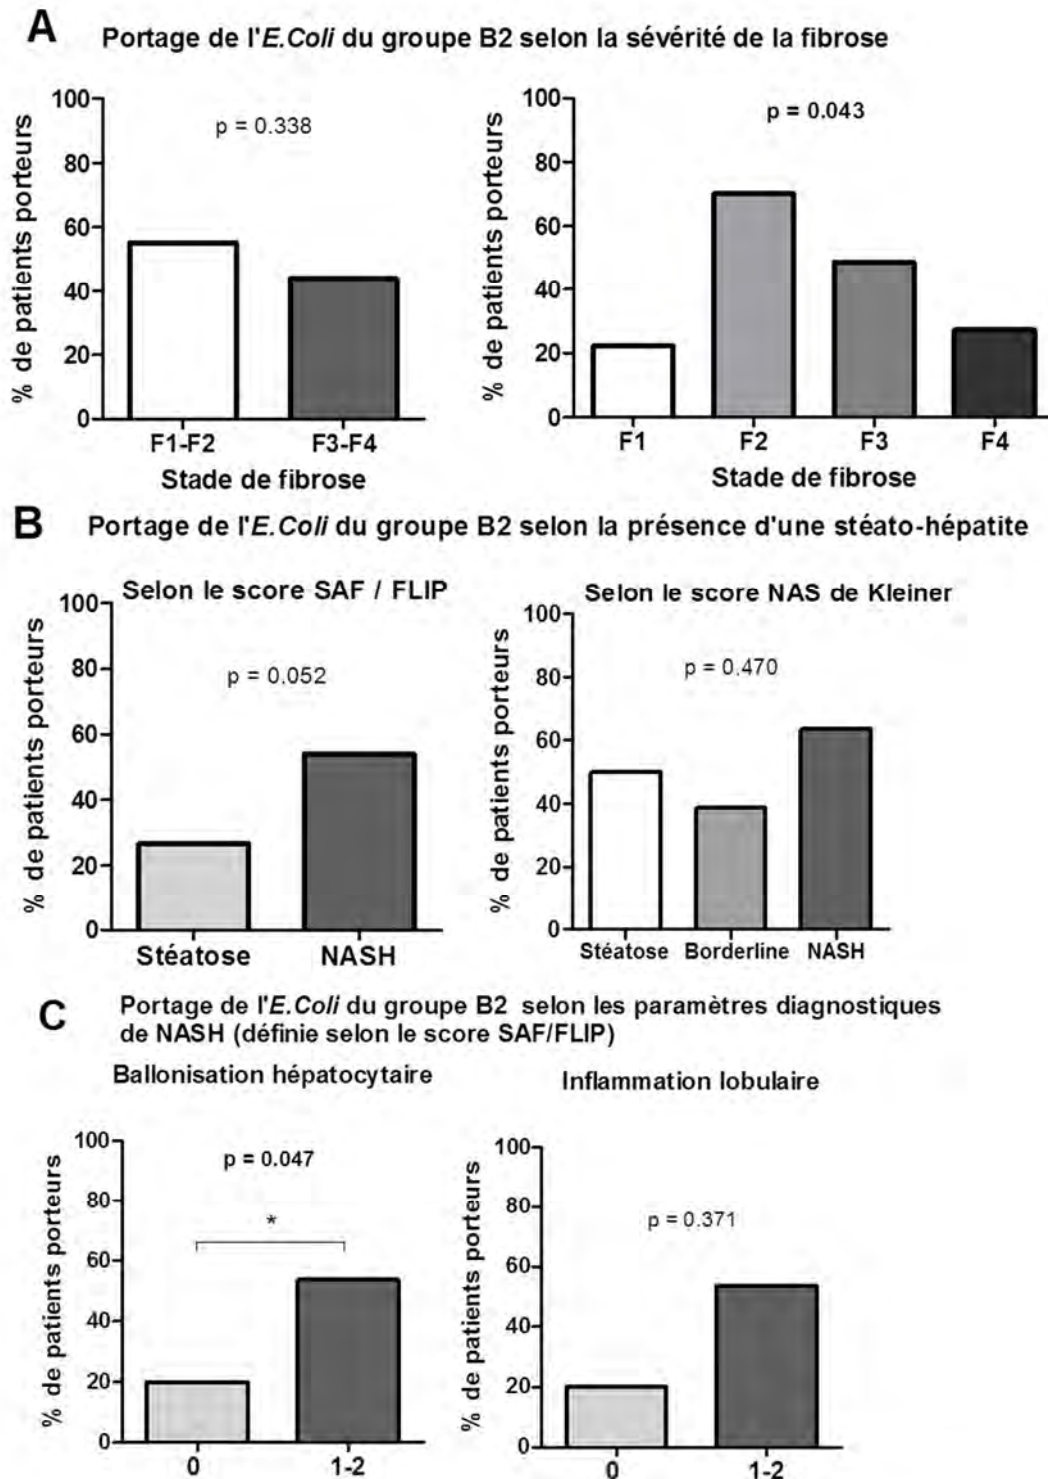 A
Portage de l'E.Coli du groupe B2 selon la sévérité de la fibrose
100
80
60
40
20
0
% de patients porteurs
p = 0.338
F1-F2
F3-F4
Stade de fibrose
100
80
60
40
20
0
% de patients porteurs
p = 0.043
F1
F2
F3
F4
Stade de fibrose
B
Portage de l'E.Coli du groupe B2 selon la présence d'une stéato-hépatite
Selon le score SAF / FLIP
100
80
60
40
20
0
% de patients porteurs
p = 0.052
Stéatose
NASH
Selon le score NAS de Kleiner
100
80
60
40
20
0
% de patients porteurs
p = 0.470
Stéatose
Borderline
NASH
C
Portage de l'E.Coli du groupe B2 selon les paramètres diagnostiques
de NASH (définie selon le score SAF/FLIP)
Ballonisation hépatocytaire
100
80
60
40
20
0
% de patients porteurs
p = 0.047
*
0
1-2
Inflammation lobulaire
100
80
60
40
20
0
% de patients porteurs
p = 0.371
0
1-2